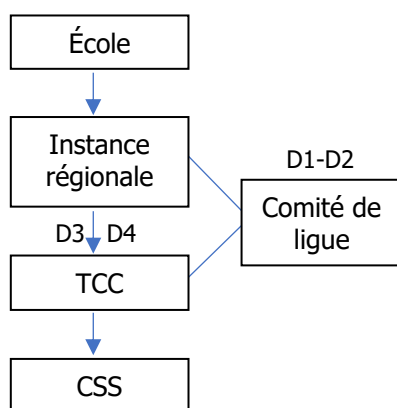 École
Instance
régionale
D1-D2
Comité de
ligue
D3 D4
TCC
CSS